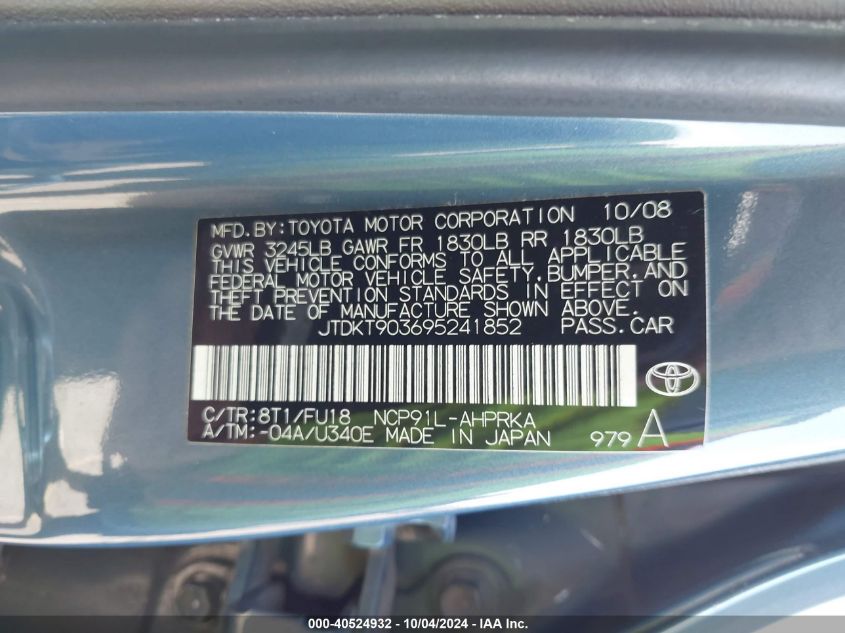 MFD.BY:TOYOTA MOTOR CORPORATION 10/08
GVWR 3245LB GAWR FR 1830LB RR 1830LB
THIS VEHICLE CONFORMS TO ALL APPLICABLE
FEDERAL MOTOR VEHICLE SAFETY,BUMPER,AND
THEFT PREVENTION STANDARDS IN EFFECT ON
THE DATE OF MANUFACTURE SHOWN ABOVE.
JTDKT903695241852 PASS.CAR
C/TR:8T1/FU18 NCP91L-AHPRKA
A/TM:-04A/U340E MADE IN JAPAN 979 A
000-40524932 - 10/04/2024 - IAA Inc.